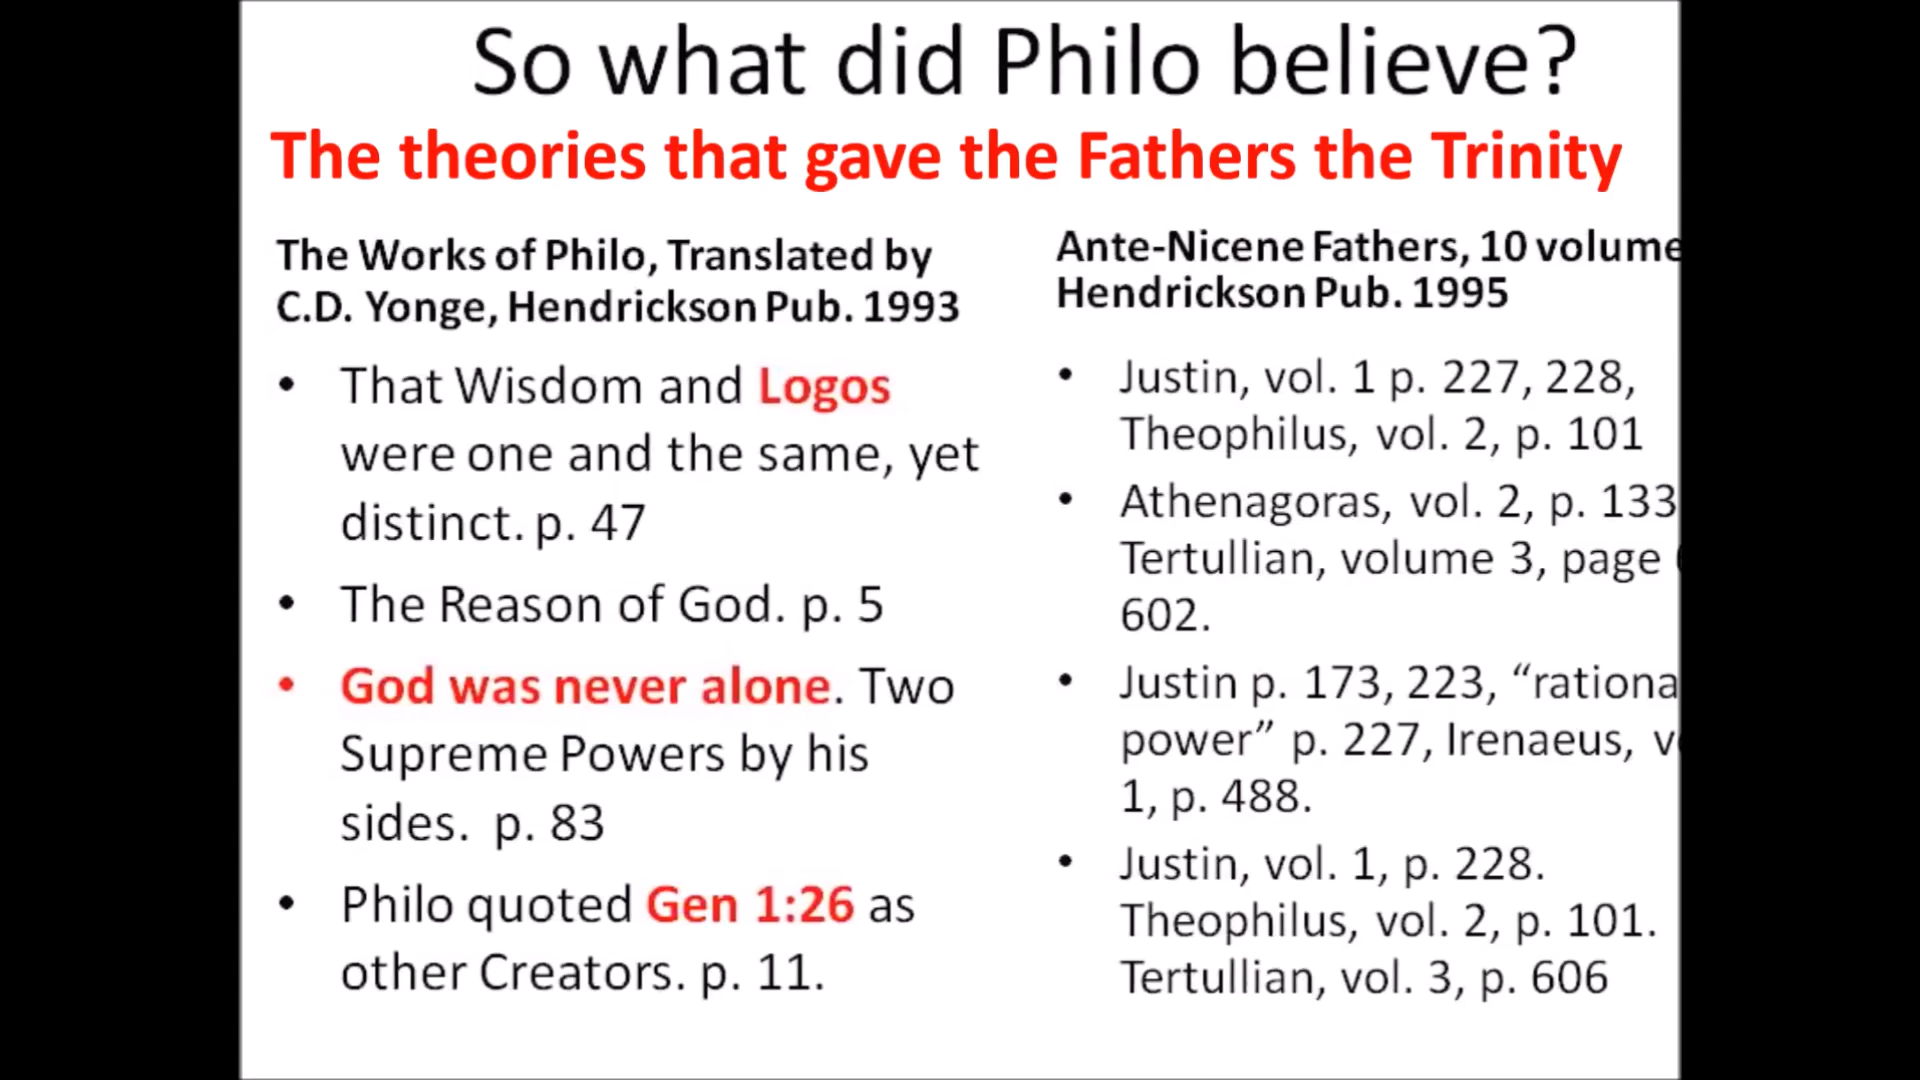 So what did Philo believe?
The theories that gave the Fathers the Trinity
The Works of Philo, Translated by
C.D. Yonge, Hendrickson Pub. 1993
• That Wisdom and Logos
were one and the same, yet
distinct. p. 47
• The Reason of God. p. 5
• God was never alone. Two
Supreme Powers by his
sides. p. 83
• Philo quoted Gen 1:26 as
other Creators. p. 11.
Ante-Nicene Fathers, 10 volume
Hendrickson Pub. 1995
• Justin, vol. 1 p. 227, 228,
Theophilus, vol. 2, p. 101
• Athenagoras, vol. 2, p. 133
Tertullian, volume 3, page
602.
• Justin p. 173, 223, “rationa
power” p. 227, Irenaeus,
1, p. 488.
• Justin, vol. 1, p. 228.
Theophilus, vol. 2, p. 101.
Tertullian, vol. 3, p. 606